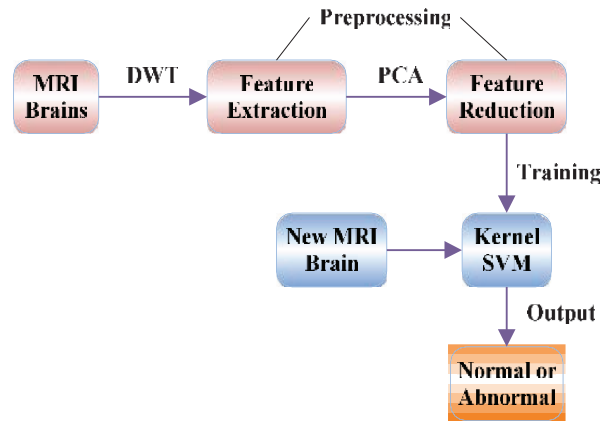 Preprocessing
MRI
Brains
DWT
Feature
Extraction
PCA
Feature
Reduction
Training
New MRI
Brain
Kernel
SVM
Output
Normal or
Abnormal